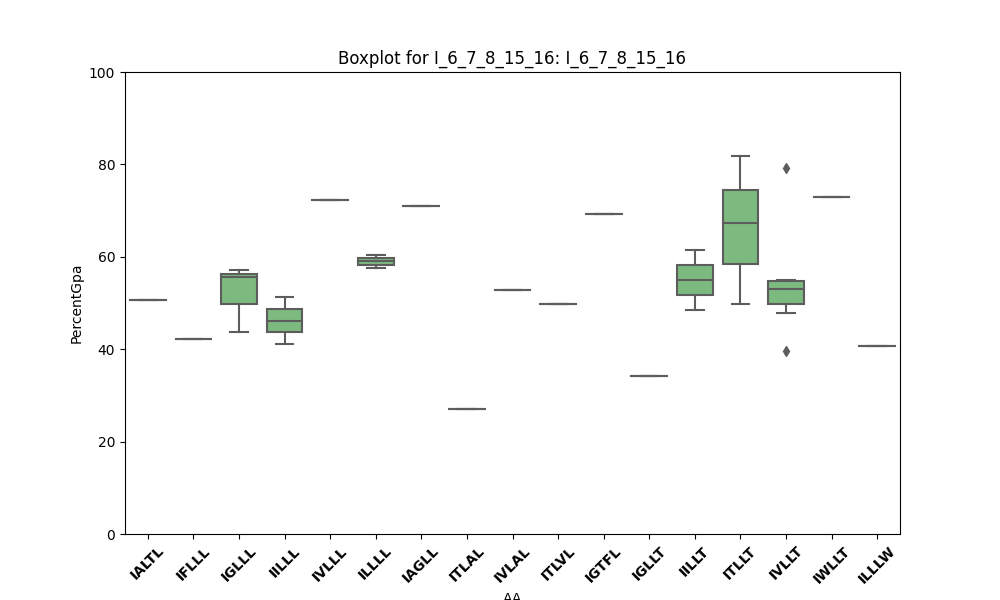 Boxplot for I_6_7_8_15_16: I_6_7_8_15_16
100
80
60
40
20
0
PercentGpa
IALTL
IFLLL
IGLLL
IILLL
IVLLL
ILLLL
IAGLL
ITLAL
IVLAL
ITLVL
IGTFL
IGLLT
IILLT
ITLLT
IVLLT
IWLLT
ILLLW
AA